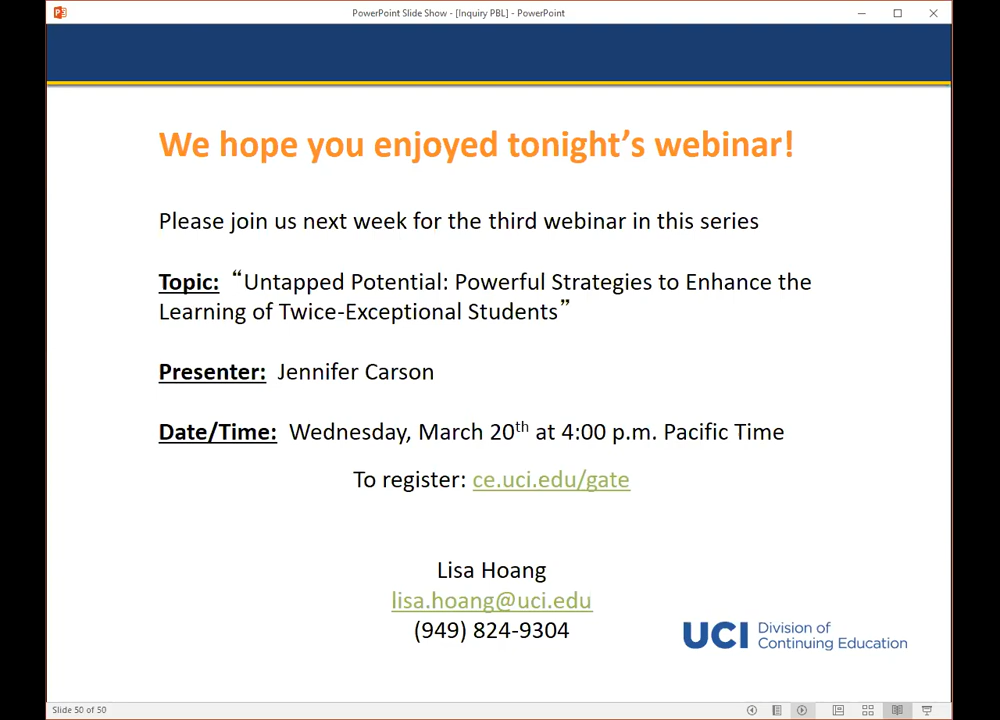 PowerPoint Slide Show - [Inquiry PBL] - PowerPoint
We hope you enjoyed tonight’s webinar!
Please join us next week for the third webinar in this series
Topic: “Untapped Potential: Powerful Strategies to Enhance the
Learning of Twice-Exceptional Students”
Presenter: Jennifer Carson
Date/Time: Wednesday, March 20th at 4:00 p.m. Pacific Time
To register: ce.uci.edu/gate
Lisa Hoang
lisa.hoang@uci.edu
(949) 824-9304
UCI Division of
Continuing Education
Slide 50 of 50